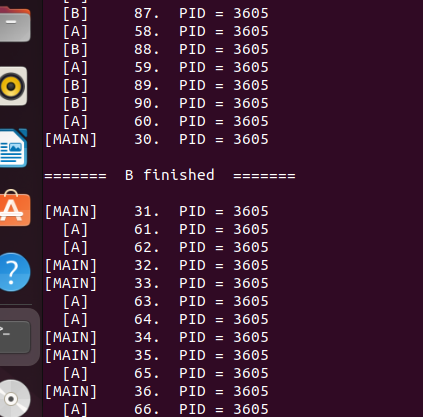 [B]     87.  PID = 3605
[A]     58.  PID = 3605
[B]     88.  PID = 3605
[A]     59.  PID = 3605
[B]     89.  PID = 3605
[B]     90.  PID = 3605
[A]     60.  PID = 3605
[MAIN]    30.  PID = 3605
=======  B finished  =======
[MAIN]    31.  PID = 3605
[A]     61.  PID = 3605
[A]     62.  PID = 3605
[MAIN]    32.  PID = 3605
[MAIN]    33.  PID = 3605
[A]     63.  PID = 3605
[A]     64.  PID = 3605
[MAIN]    34.  PID = 3605
[MAIN]    35.  PID = 3605
[A]     65.  PID = 3605
[MAIN]    36.  PID = 3605
[A]     66.  PID = 3605